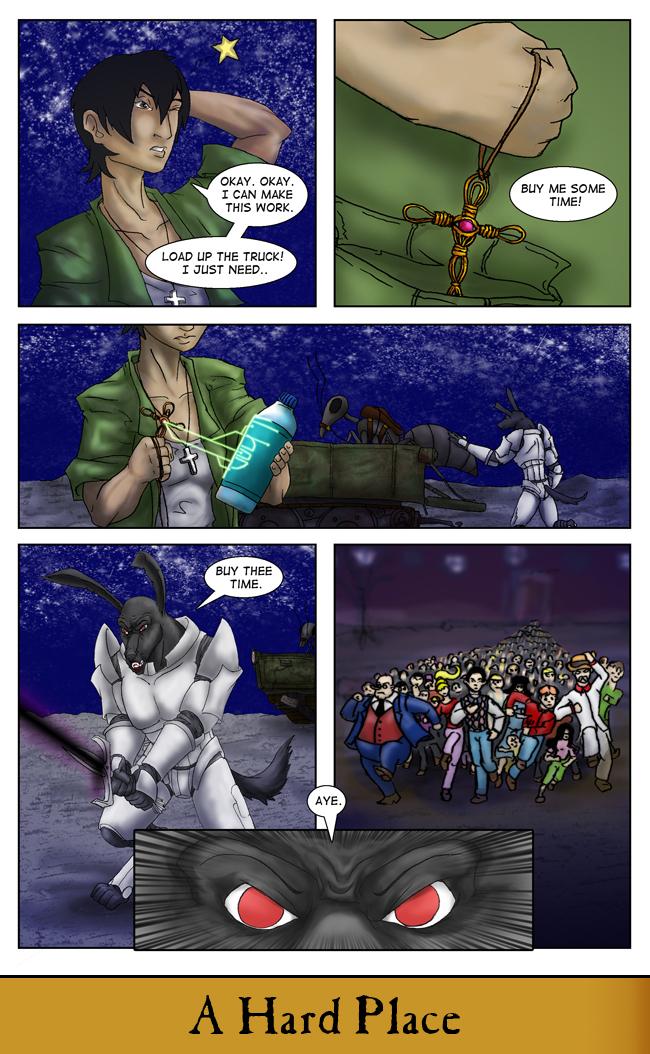 OKAY. OKAY.
I CAN MAKE
THIS WORK.
LOAD UP THE TRUCK!
I JUST NEED..
BUY ME SOME
TIME!
BUY THEE
TIME.
AYE.
A Hard Place